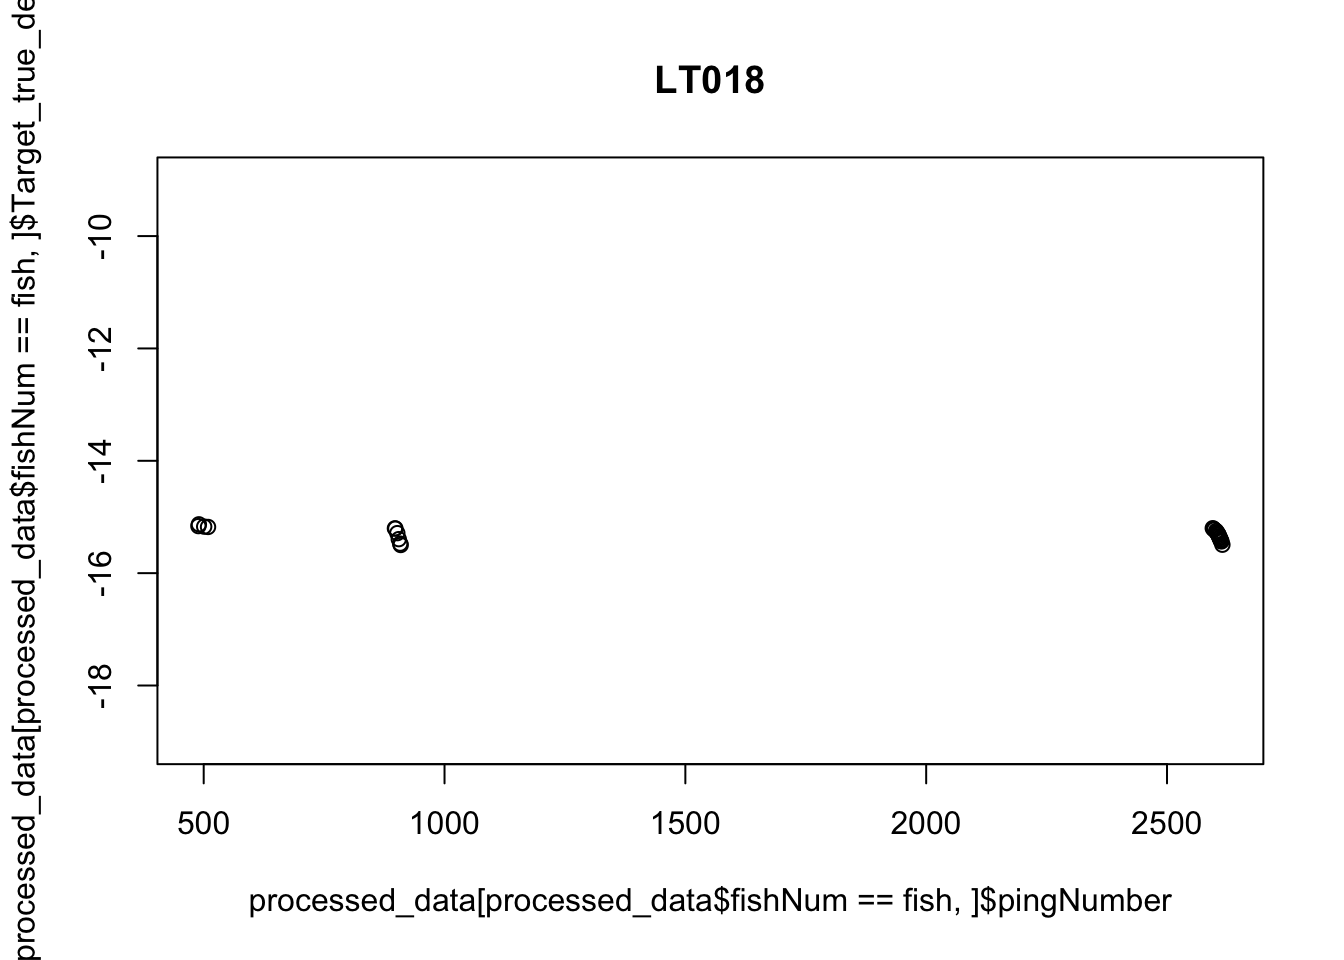 LT018
processed_data[processed_data$fishNum == fish, ]$Target_true_de
-10
-12
-14
-16
-18
500 1000 1500 2000 2500
processed_data[processed_data$fishNum == fish, ]$pingNumber